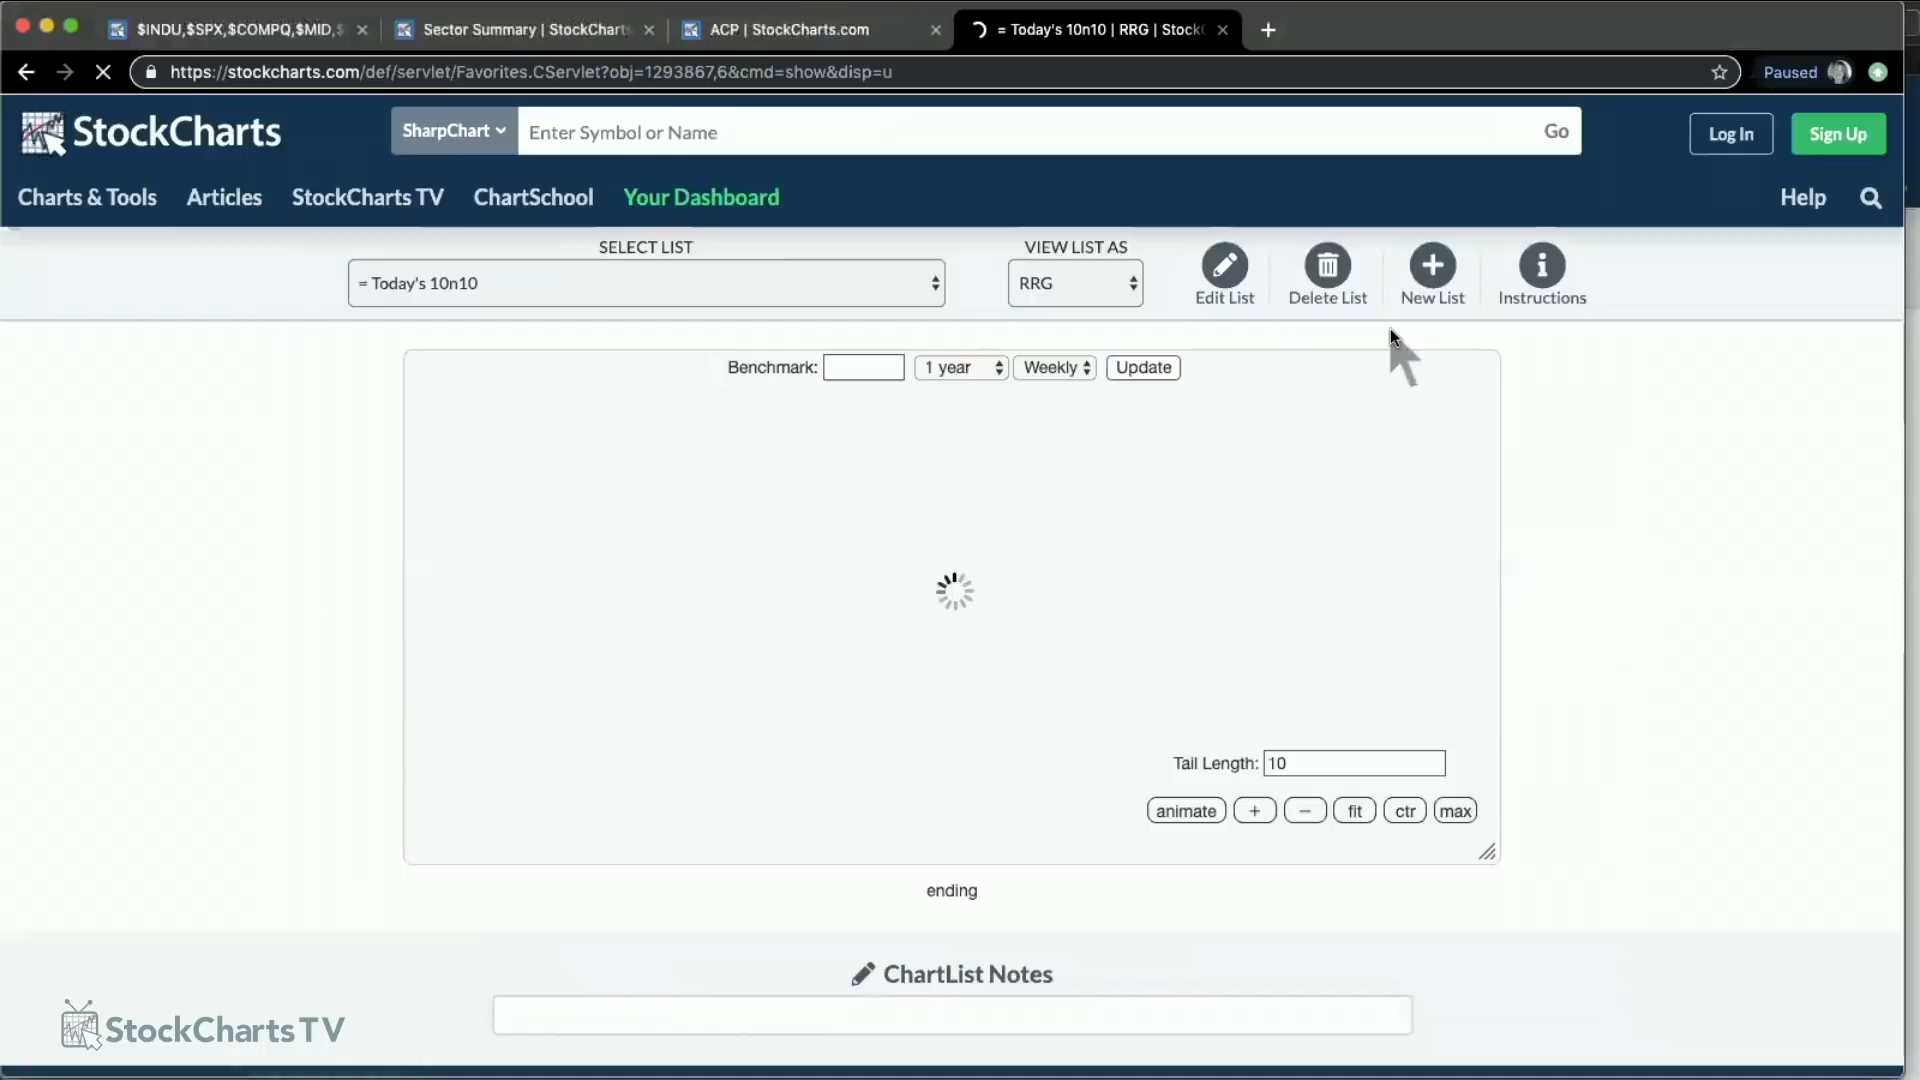 $INDU,$SPX,$COMPQ,$MID,$
Sector Summary | StockCharts
ACP | StockCharts.com
= Today's 10n10 | RRG | Stock
https://stockcharts.com/def/servlet/Favorites.CServlet?obj=1293867,6&cmd=show&disp=u
Paused
StockCharts
SharpChart
Enter Symbol or Name
Go
Log In
Sign Up
Charts & Tools
Articles
StockCharts TV
ChartSchool
Your Dashboard
Help
SELECT LIST
VIEW LIST AS
= Today's 10n10
RRG
Edit List
Delete List
New List
Instructions
Benchmark:
1 year
Weekly
Update
Tail Length: 10
animate + − fit ctr max
ending
ChartList Notes
StockCharts TV